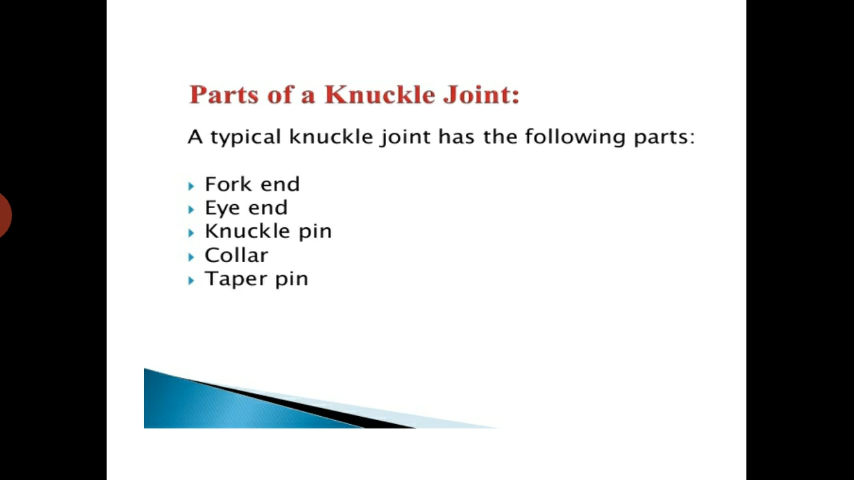 Parts of a Knuckle Joint:
A typical knuckle joint has the following parts:
Fork end
Eye end
Knuckle pin
Collar
Taper pin